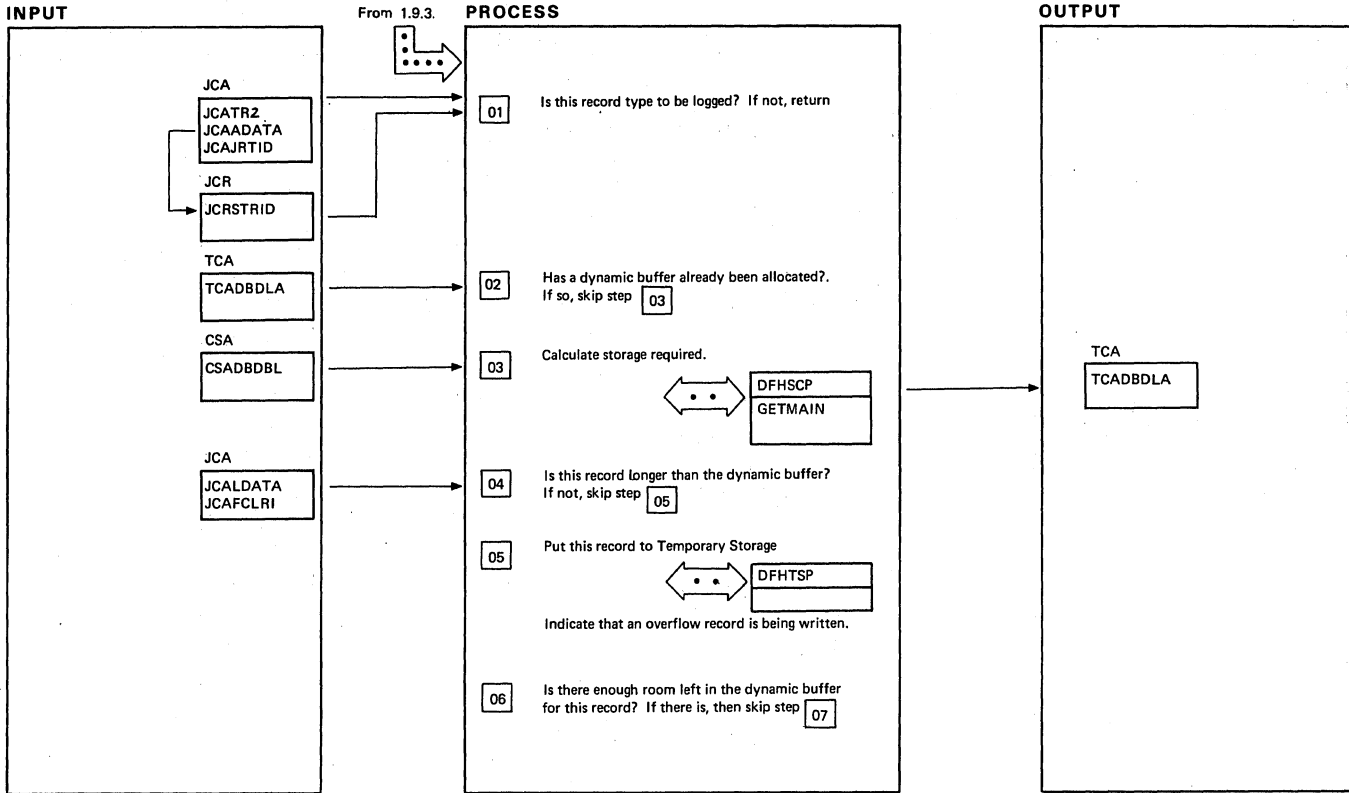 INPUT
From 1.9.3.
PROCESS
OUTPUT
JCA
JCATR2
JCAADATA
JCAJRTID
JCR
JCRSTRID
TCA
TCADBDLA
CSA
CSADBDBL
JCA
JCALDATA
JCAFCLRI
01 Is this record type to be logged? If not, return
02 Has a dynamic buffer already been allocated?.
If so, skip step 03
03 Calculate storage required.
DFHSCP
GETMAIN
04 Is this record longer than the dynamic buffer?
If not, skip step 05
05 Put this record to Temporary Storage
DFHTSP
Indicate that an overflow record is being written.
06 Is there enough room left in the dynamic buffer
for this record? If there is, then skip step 07
TCA
TCADBDLA